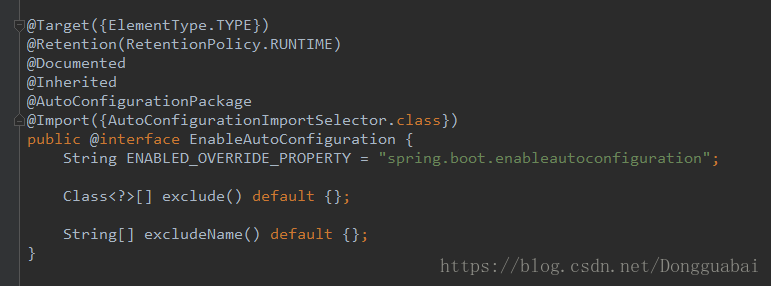 @Target({ElementType.TYPE})
@Retention(RetentionPolicy.RUNTIME)
@Documented
@Inherited
@AutoConfigurationPackage
@Import({AutoConfigurationImportSelector.class})
public @interface EnableAutoConfiguration {
    String ENABLED_OVERRIDE_PROPERTY = "spring.boot.enableautoconfiguration";
    Class<?>[] exclude() default {};
    String[] excludeName() default {};
}
https://blog.csdn.net/Dongguabai